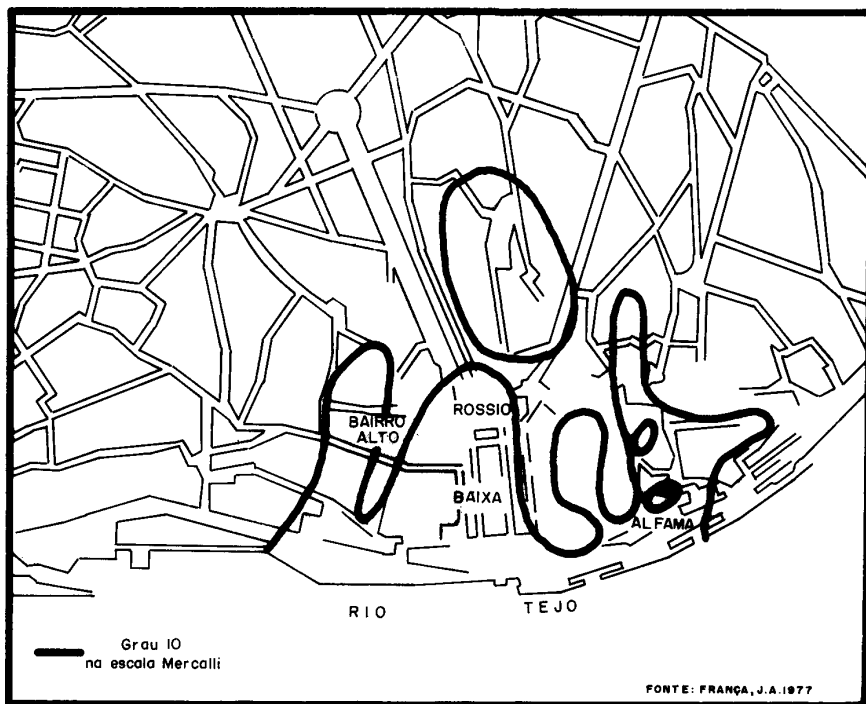 BAIRRO
ALTO
ROSSIO
BAIXA
ALFAMA
RIO TEJO
Grau 10
na escala Mercalli
FONTE: FRANÇA, J.A.1977